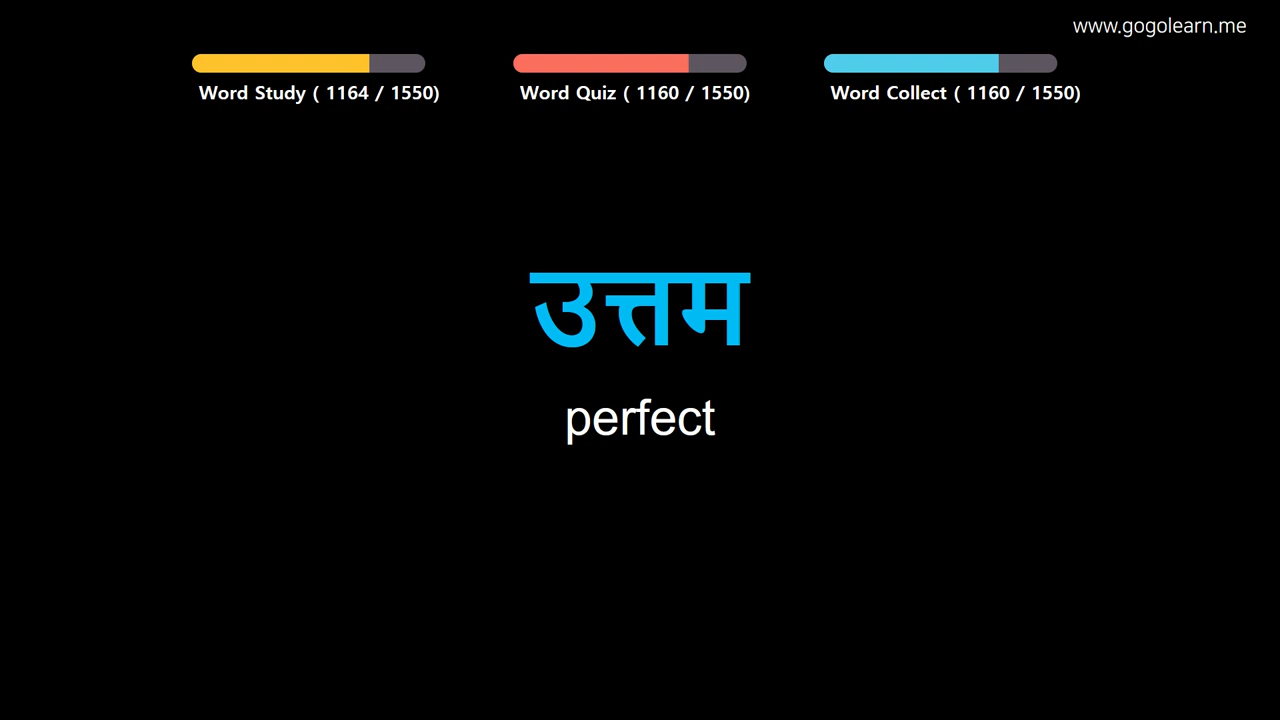 www.gogolearn.me
Word Study ( 1164 / 1550)
Word Quiz ( 1160 / 1550)
Word Collect ( 1160 / 1550)
उत्तम
perfect